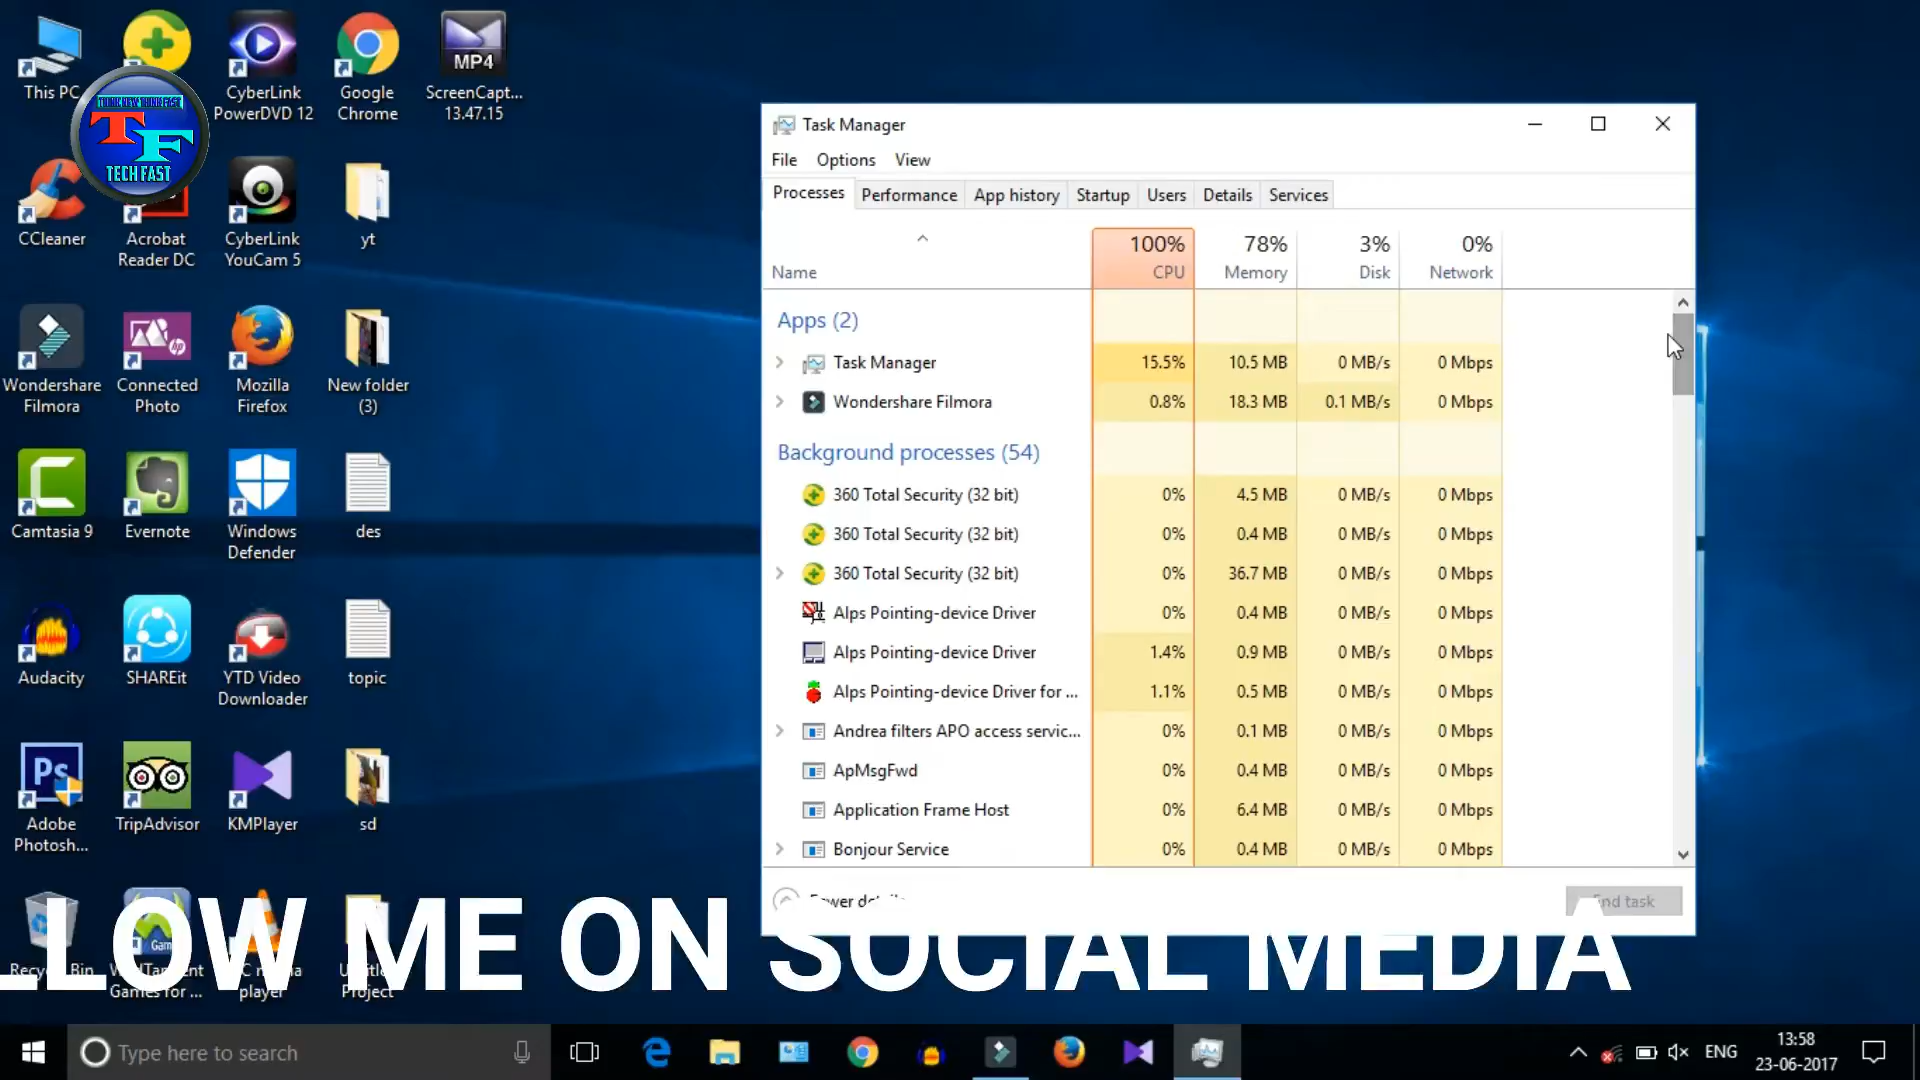 This PC
CyberLink
PowerDVD 12
Google
Chrome
MP4
ScreenCapt...
13.47.15
THINK NEW THINK FAST
TF
TECH FAST
CCleaner
Acrobat
Reader DC
CyberLink
YouCam 5
yt
Wondershare
Filmora
Connected
Photo
Mozilla
Firefox
New folder
(3)
Camtasia 9
Evernote
Windows
Defender
des
Audacity
SHAREit
YTD Video
Downloader
topic
Ps
Adobe
Photosh...
TripAdvisor
KMPlayer
sd
Games for ...
player
Project
Task Manager
File Options View
Processes Performance App history Startup Users Details Services
100% 78% 3% 0%
Name CPU Memory Disk Network
Apps (2)
Task Manager 15.5% 10.5 MB 0 MB/s 0 Mbps
Wondershare Filmora 0.8% 18.3 MB 0.1 MB/s 0 Mbps
Background processes (54)
360 Total Security (32 bit) 0% 4.5 MB 0 MB/s 0 Mbps
360 Total Security (32 bit) 0% 0.4 MB 0 MB/s 0 Mbps
360 Total Security (32 bit) 0% 36.7 MB 0 MB/s 0 Mbps
Alps Pointing-device Driver 0% 0.4 MB 0 MB/s 0 Mbps
Alps Pointing-device Driver 1.4% 0.9 MB 0 MB/s 0 Mbps
Alps Pointing-device Driver for ... 1.1% 0.5 MB 0 MB/s 0 Mbps
Andrea filters APO access servic... 0% 0.1 MB 0 MB/s 0 Mbps
ApMsgFwd 0% 0.4 MB 0 MB/s 0 Mbps
Application Frame Host 0% 6.4 MB 0 MB/s 0 Mbps
Bonjour Service 0% 0.4 MB 0 MB/s 0 Mbps
LLOW ME ON SOCIAL MEDIA
Type here to search
ENG
13:58
23-06-2017